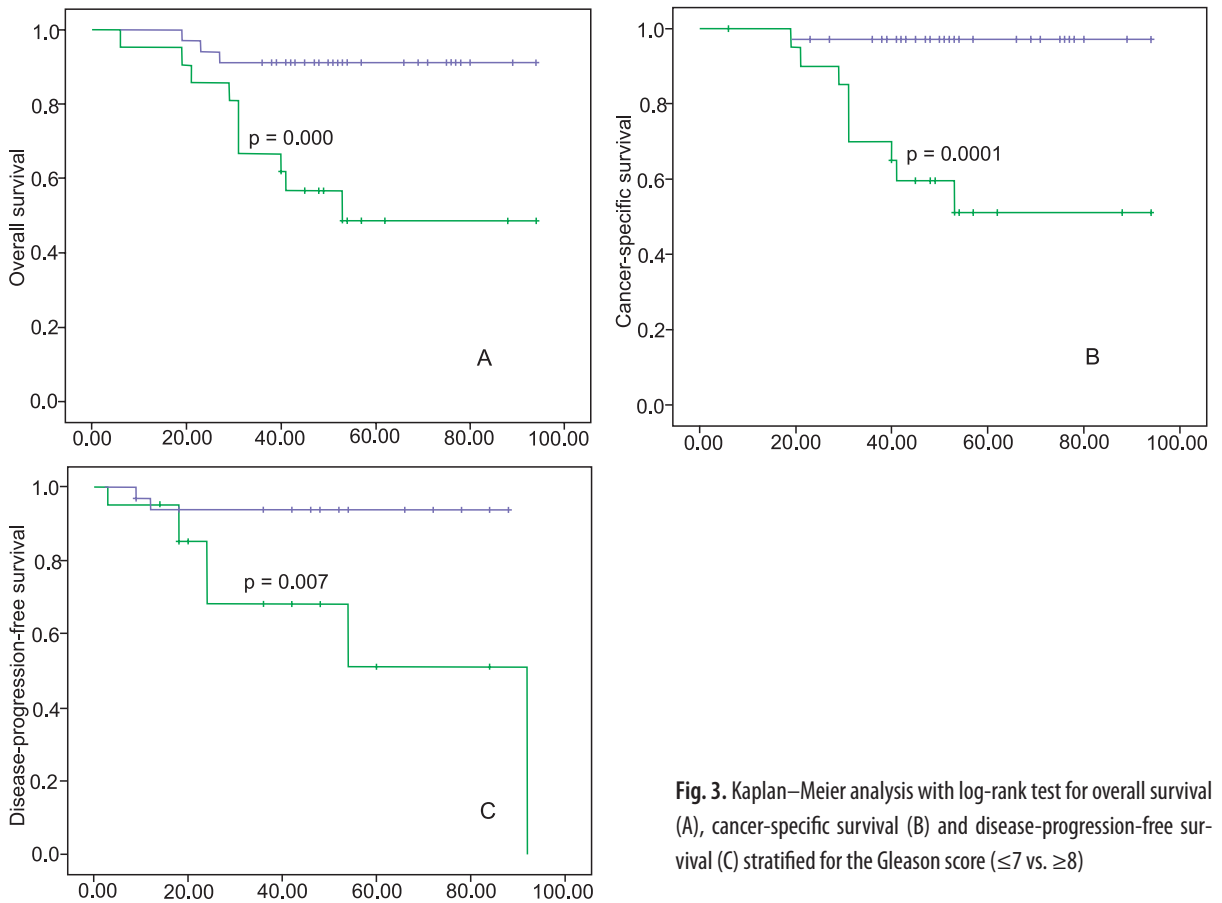 1.0
0.8
0.6
0.4
0.2
0.0
Overall survival
p = 0.000
A
0.00 20.00 40.00 60.00 80.00 100.00
1.0
0.8
0.6
0.4
0.2
0.0
Cancer-specific survival
p = 0.0001
B
0.00 20.00 40.00 60.00 80.00 100.00
1.0
0.8
0.6
0.4
0.2
0.0
Disease-progression-free survival
p = 0.007
C
0.00 20.00 40.00 60.00 80.00 100.00
Fig. 3. Kaplan–Meier analysis with log-rank test for overall survival
(A), cancer-specific survival (B) and disease-progression-free sur-
vival (C) stratified for the Gleason score (≤7 vs. ≥8)